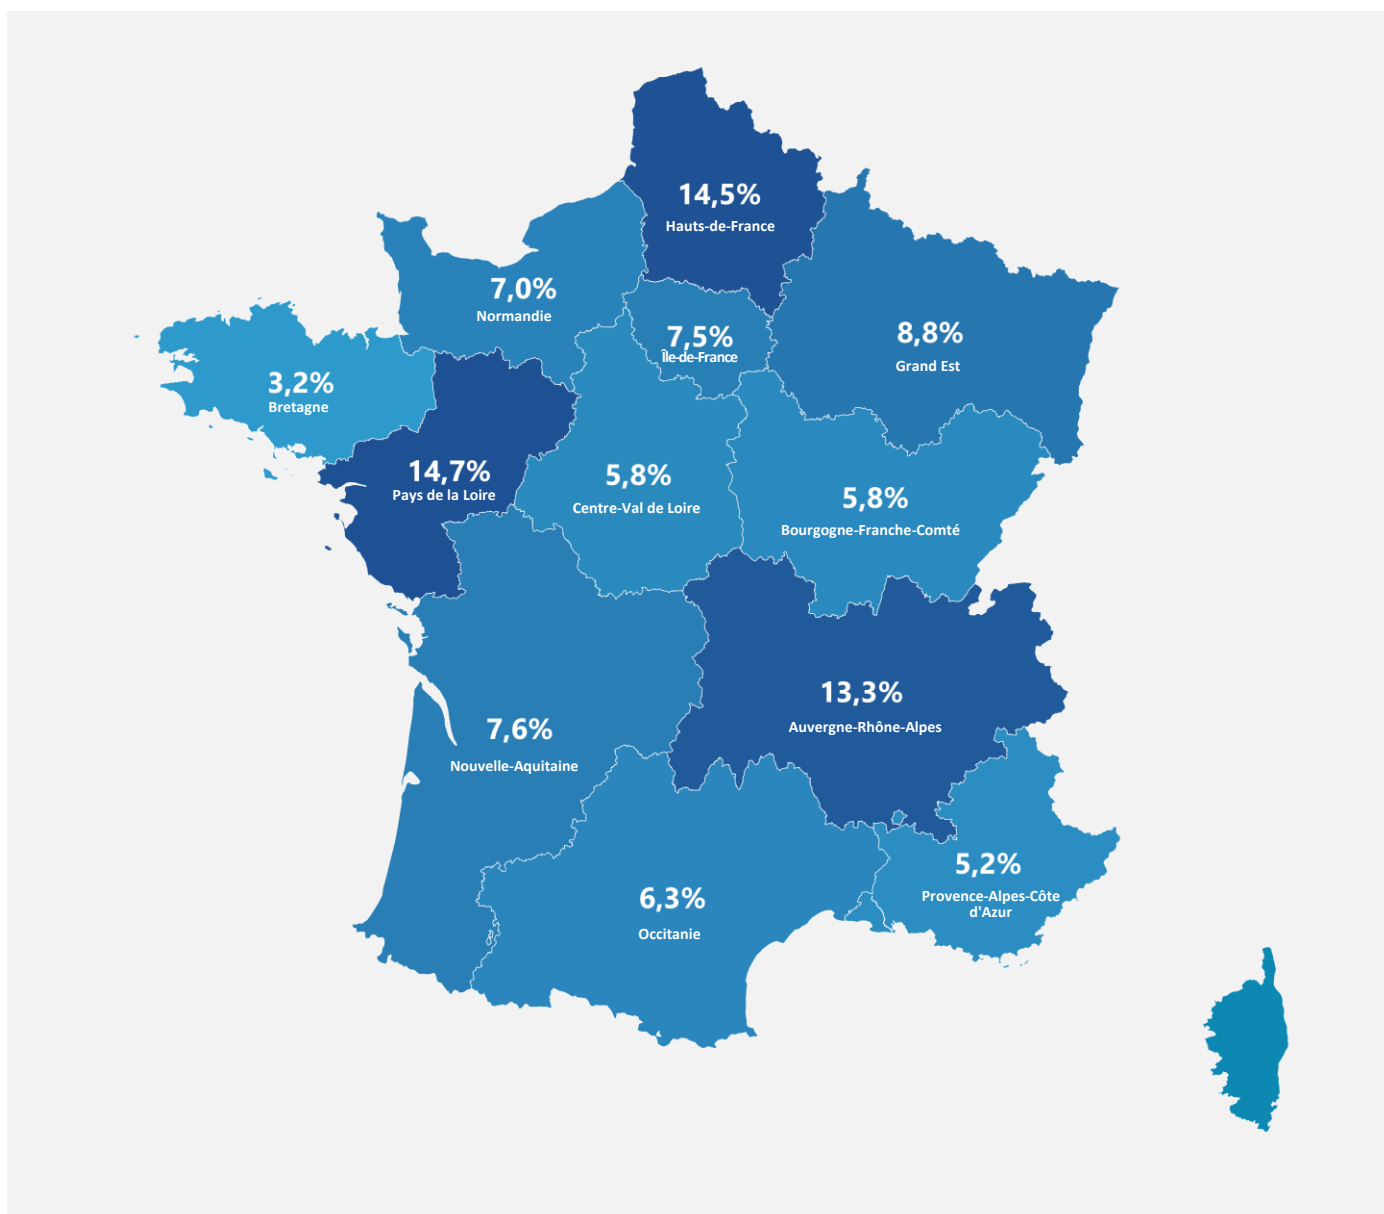 14,5%
Hauts-de-France
7,0%
Normandie
7,5%
Île-de-France
8,8%
Grand Est
3,2%
Bretagne
14,7%
Pays de la Loire
5,8%
Centre-Val de Loire
5,8%
Bourgogne-Franche-Comté
13,3%
Auvergne-Rhône-Alpes
7,6%
Nouvelle-Aquitaine
5,2%
Provence-Alpes-Côte
d'Azur
6,3%
Occitanie